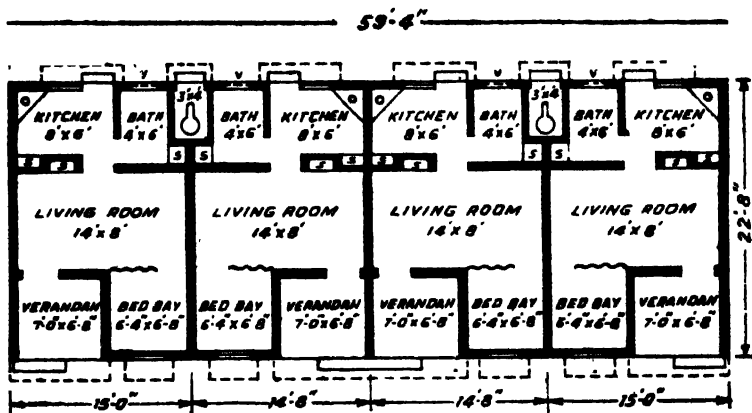 59'-4"
V V V V
3'x4' 3'x4'
KITCHEN BATH BATH KITCHEN KITCHEN BATH BATH KITCHEN
8'x6' 4'x6' 4'x6' 8'x6' 8'x6' 4'x6' 4'x6' 8'x6'
S S S S S S S S S S S S
LIVING ROOM LIVING ROOM LIVING ROOM LIVING ROOM
14'x8' 14'x8' 14'x8' 14'x8'
22'-8"
VERANDAH BED BAY BED BAY VERANDAH VERANDAH BED BAY BED BAY VERANDAH
7'-0"x6'-8" 6'-4"x6'-8" 6'-4"x6'-8" 7'-0"x6'-8" 7'-0"x6'-8" 6'-4"x6'-8" 6'-4"x6'-8" 7'-0"x6'-8"
15'-0" 14'-8" 14'-8" 15'-0"